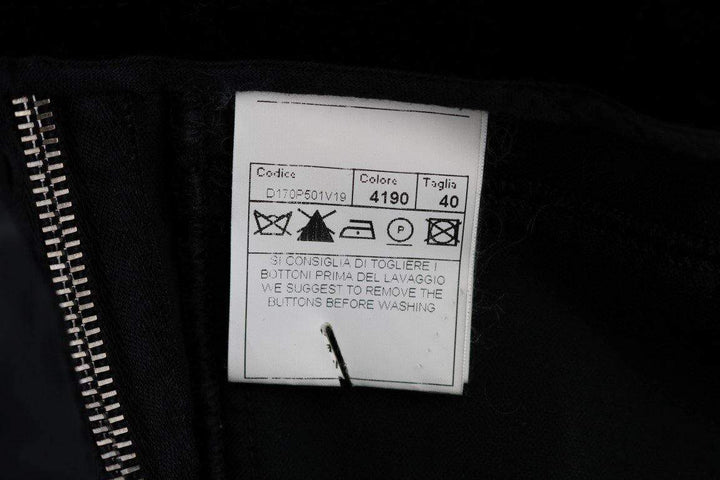 Codice Colore Taglia
D170P501V19 4190 40
P
SI CONSIGLIA DI TOGLIERE I
BOTTONI PRIMA DEL LAVAGGIO
WE SUGGEST TO REMOVE THE
BUTTONS BEFORE WASHING